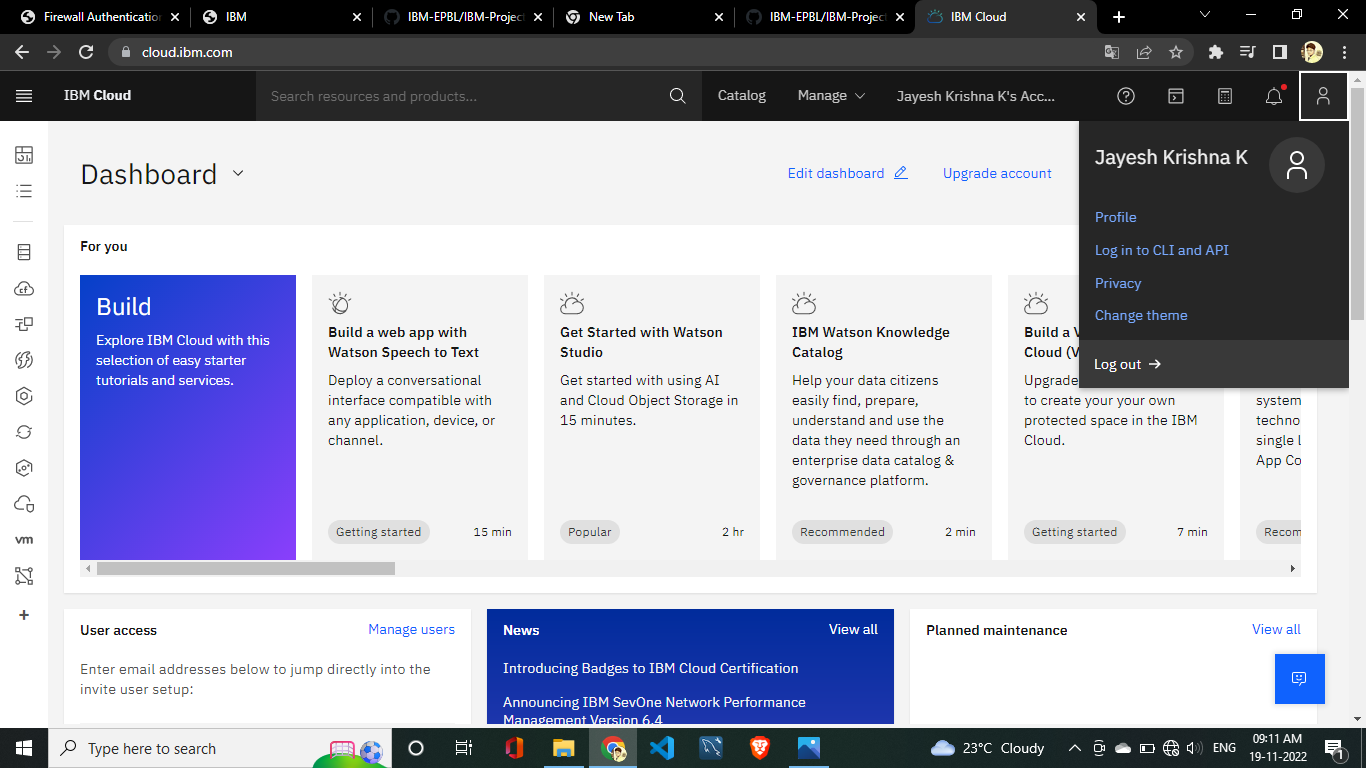 Firewall Authentication
IBM
IBM-EPBL/IBM-Project
New Tab
IBM-EPBL/IBM-Project
IBM Cloud
cloud.ibm.com
IBM Cloud
Search resources and products...
Catalog
Manage
Jayesh Krishna K's Acc...
Jayesh Krishna K
Profile
Log in to CLI and API
Privacy
Change theme
Log out
Dashboard
Edit dashboard
Upgrade account
For you
Build
Explore IBM Cloud with this
selection of easy starter
tutorials and services.
Build a web app with
Watson Speech to Text
Deploy a conversational
interface compatible with
any application, device, or
channel.
Getting started
15 min
Get Started with Watson
Studio
Get started with using AI
and Cloud Object Storage in
15 minutes.
Popular
2 hr
IBM Watson Knowledge
Catalog
Help your data citizens
easily find, prepare,
understand and use the
data they need through an
enterprise data catalog &
governance platform.
Recommended
2 min
Build a V
Cloud (V
Upgrade
to create your your own
protected space in the IBM
Cloud.
Getting started
7 min
system
techno
single l
App Co
Recom
User access
Manage users
Enter email addresses below to jump directly into the
invite user setup:
News
View all
Introducing Badges to IBM Cloud Certification
Announcing IBM SevOne Network Performance
Management Version 6.4
Planned maintenance
View all
cf
vm
Type here to search
23°C Cloudy
ENG
09:11 AM
19-11-2022
1